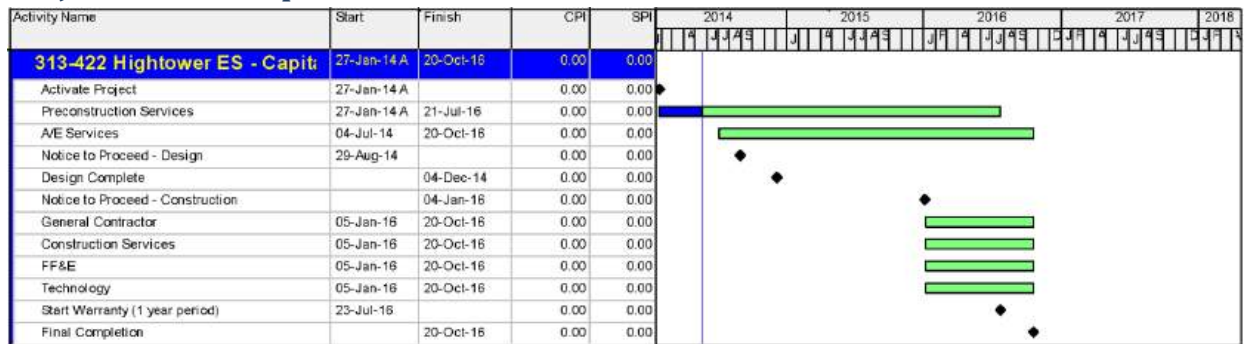 Activity Name Start Finish CPI SPI 2014 2015 2016 2017 2018
313-422 Hightower ES - Capita 27-Jan-14 A 20-Oct-16 0.00 0.00
Activate Project 27-Jan-14 A 0.00 0.00
Preconstruction Services 27-Jan-14 A 21-Jul-16 0.00 0.00
A/E Services 04-Jul-14 20-Oct-16 0.00 0.00
Notice to Proceed - Design 29-Aug-14 0.00 0.00
Design Complete 04-Dec-14 0.00 0.00
Notice to Proceed - Construction 04-Jan-16 0.00 0.00
General Contractor 05-Jan-16 20-Oct-16 0.00 0.00
Construction Services 05-Jan-16 20-Oct-16 0.00 0.00
FF&E 05-Jan-16 20-Oct-16 0.00 0.00
Technology 05-Jan-16 20-Oct-16 0.00 0.00
Start Warranty (1 year period) 23-Jul-16 0.00 0.00
Final Completion 20-Oct-16 0.00 0.00